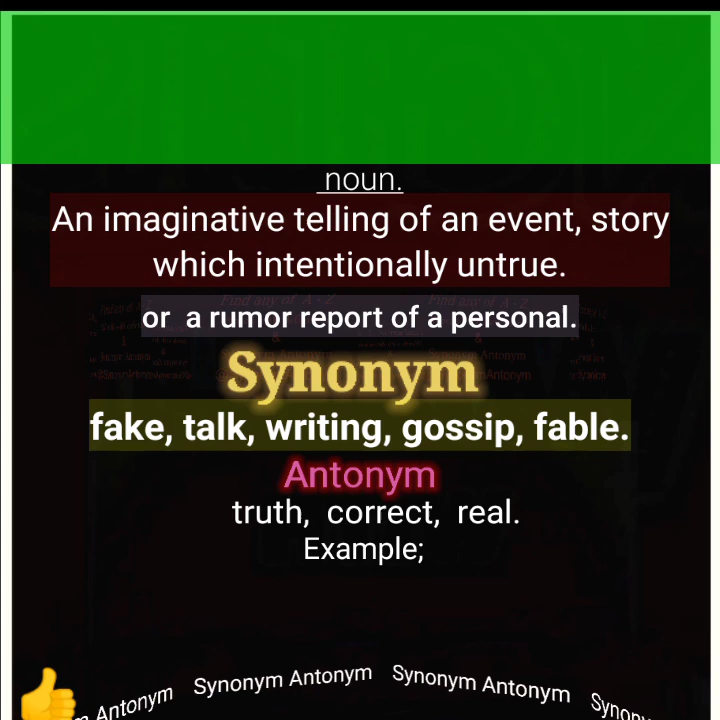 noun.
An imaginative telling of an event, story
which intentionally untrue.
or a rumor report of a personal.
Synonym
fake, talk, writing, gossip, fable.
Antonym
truth, correct, real.
Example;
Antonym Synonym Antonym Synonym Antonym